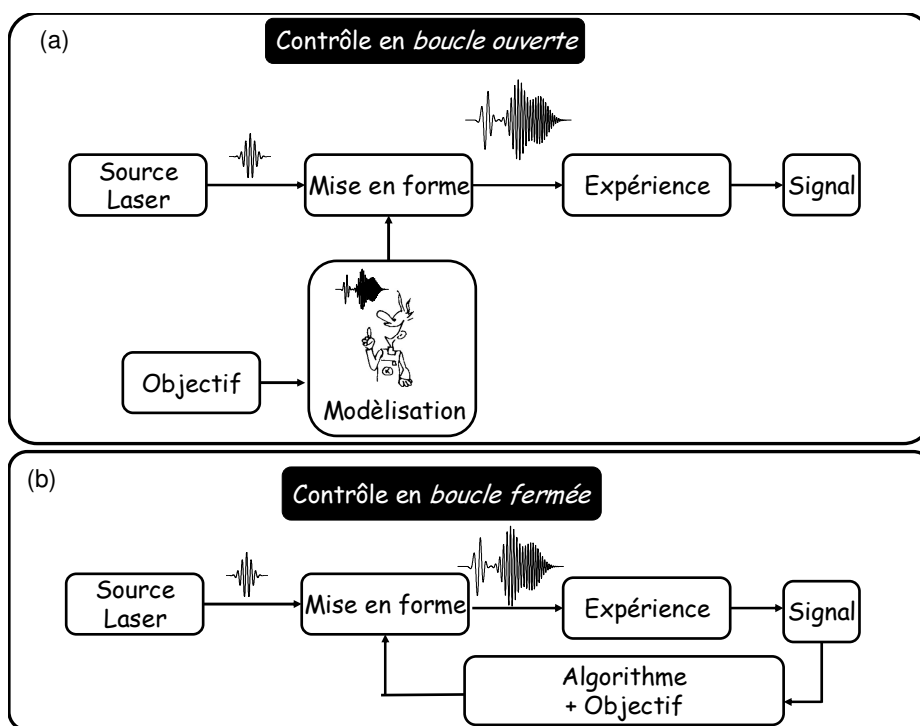 (a)
Contrôle en boucle ouverte
Source
Laser
Mise en forme
Expérience
Signal
Objectif
Modèlisation
(b)
Contrôle en boucle fermée
Source
Laser
Mise en forme
Expérience
Signal
Algorithme
+ Objectif